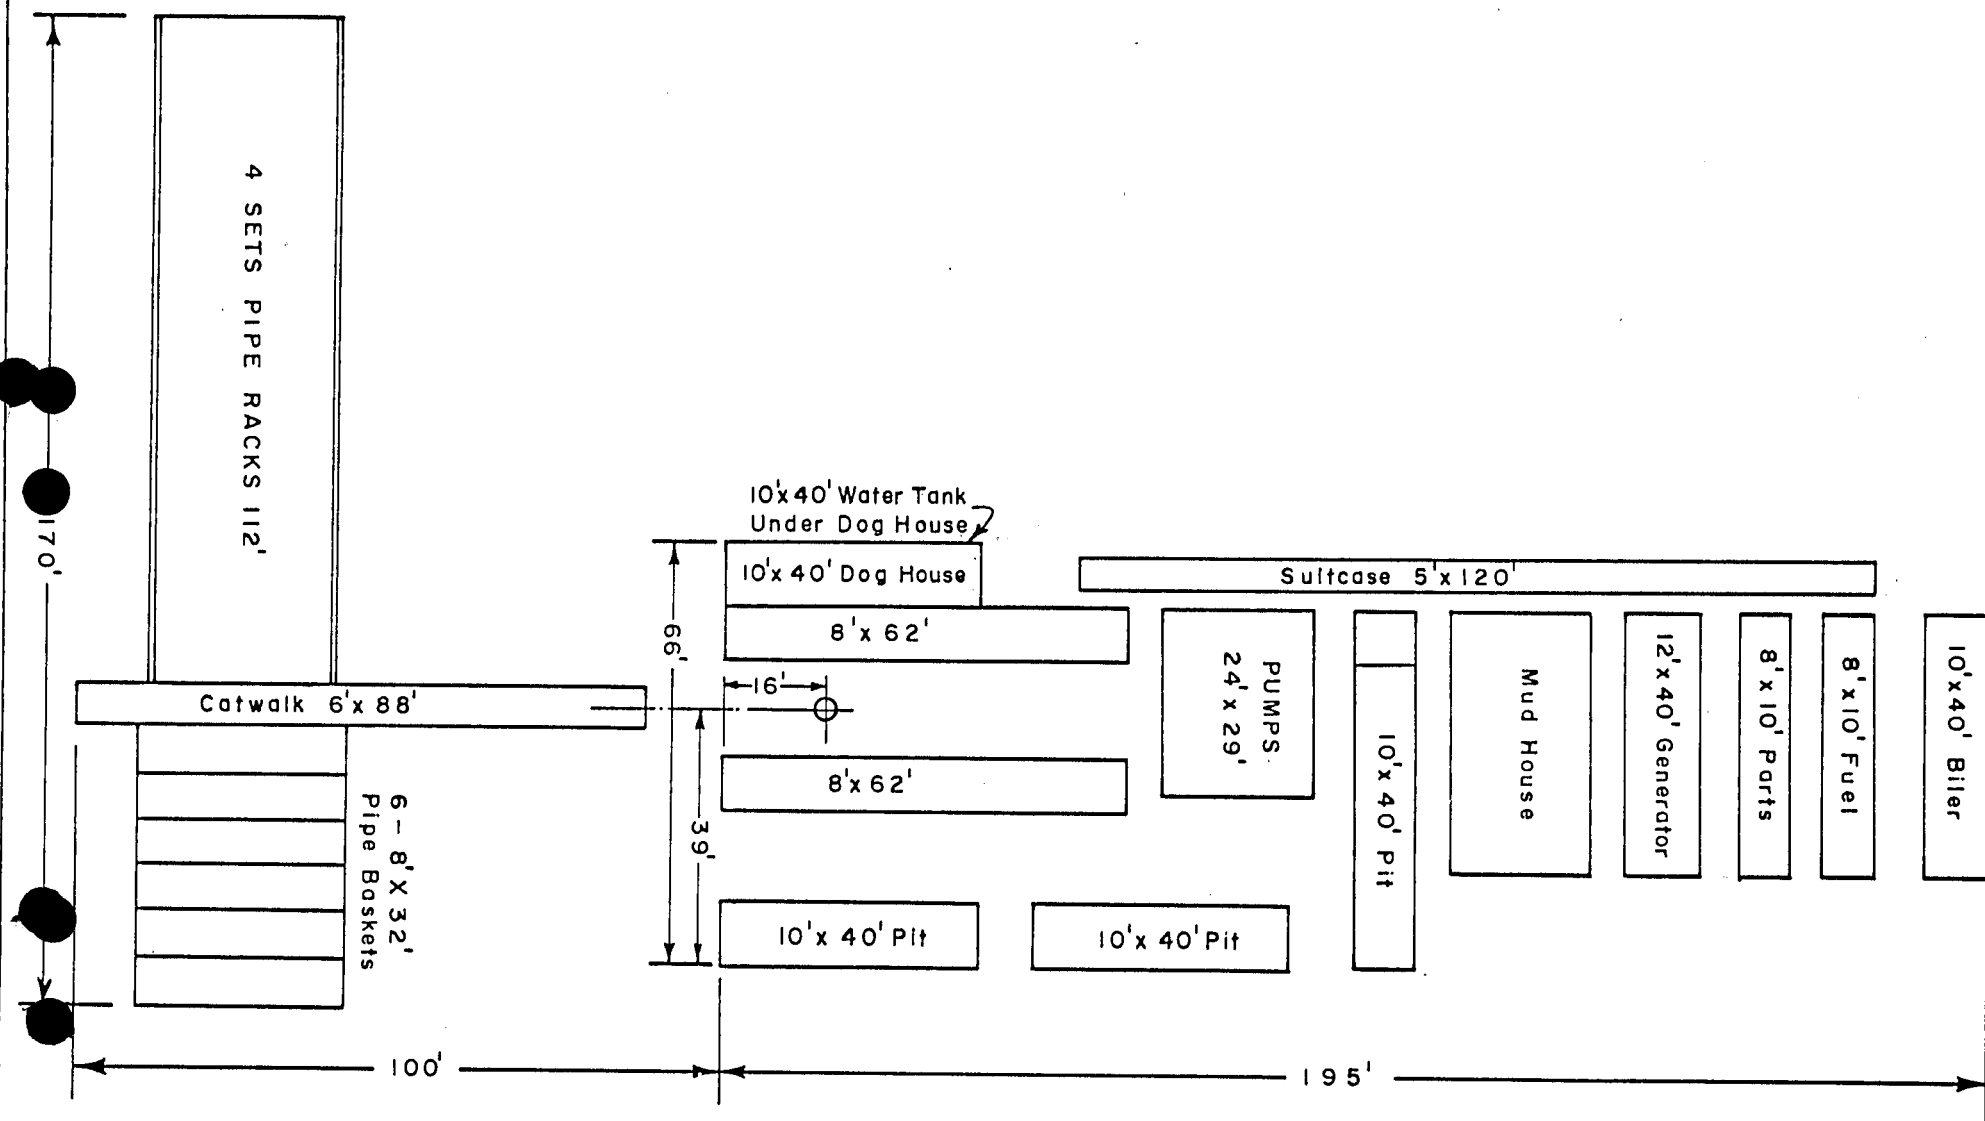 170'
4 SETS PIPE RACKS 112'
Catwalk 6'x 88'
6 - 8' X 32'
Pipe Baskets
100'
10'x 40' Water Tank
Under Dog House
10'x 40' Dog House
8'x 62'
66'
16'
39'
8'x 62'
10'x 40' Pit
10'x 40' Pit
Suitcase 5'x 120'
PUMPS
24' x 29'
10'x 40' Pit
Mud House
12'x 40' Generator
8'x 10' Parts
8'x 10' Fuel
10'x 40' Biler
195'